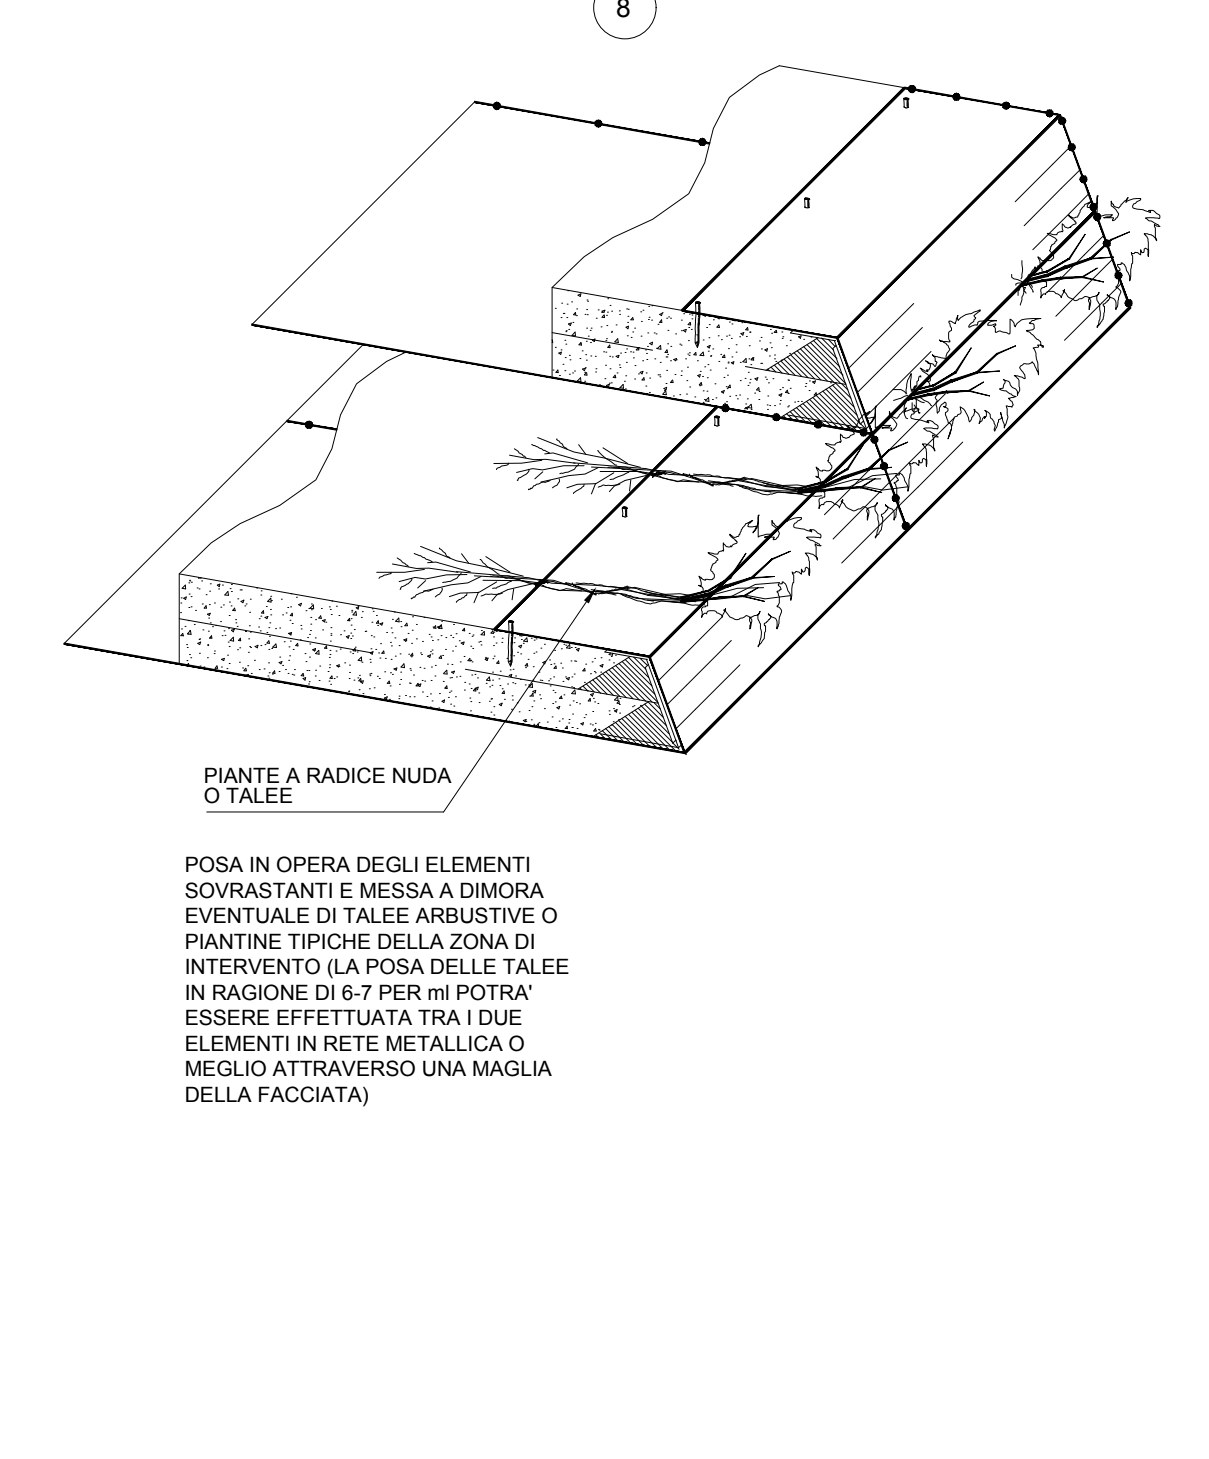 8
PIANTE A RADICE NUDA
O TALEE
POSA IN OPERA DEGLI ELEMENTI
SOVRASTANTI E MESSA A DIMORA
EVENTUALE DI TALEE ARBUSTIVE O
PIANTINE TIPICHE DELLA ZONA DI
INTERVENTO (LA POSA DELLE TALEE
IN RAGIONE DI 6-7 PER ml POTRA'
ESSERE EFFETTUATA TRA I DUE
ELEMENTI IN RETE METALLICA O
MEGLIO ATTRAVERSO UNA MAGLIA
DELLA FACCIATA)